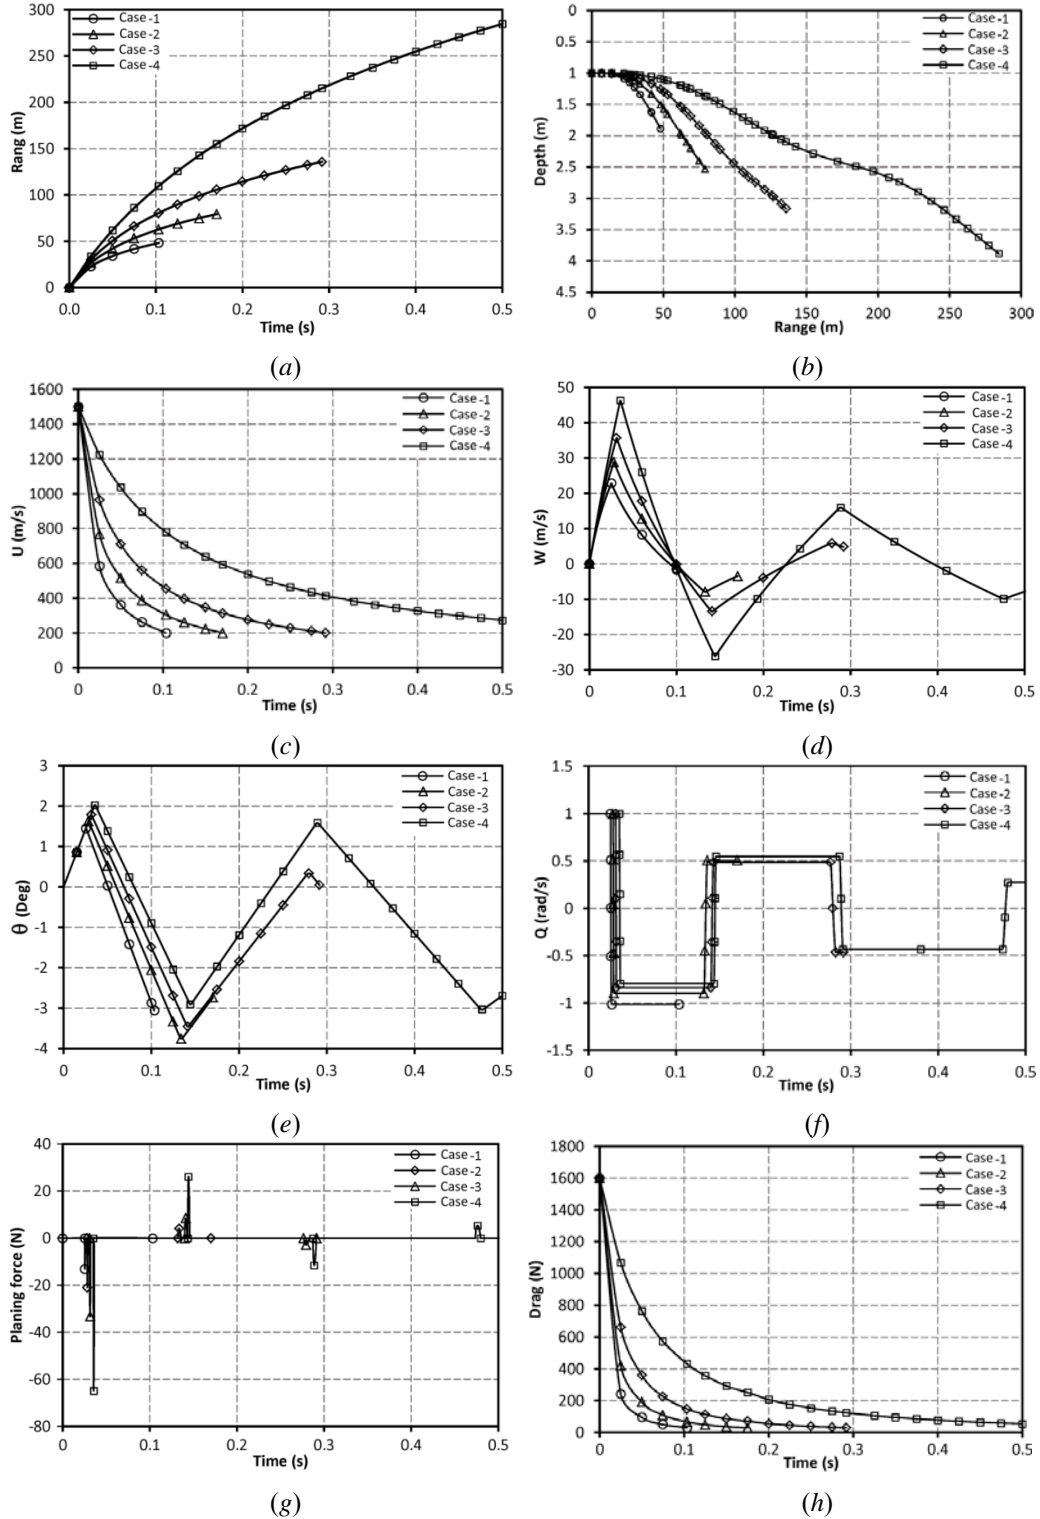 300
250
200
150
100
50
0
Rang (m)
Case-1
Case-2
Case-3
Case-4
0.0 0.1 0.2 0.3 0.4 0.5
Time (s)
(a)
0
0.5
1
1.5
2
2.5
3
3.5
4
4.5
Depth (m)
Case-1
Case-2
Case-3
Case-4
0 50 100 150 200 250 300
Range (m)
(b)
1600
1400
1200
1000
800
600
400
200
0
U (m/s)
Case-1
Case-2
Case-3
Case-4
0 0.1 0.2 0.3 0.4 0.5
Time (s)
(c)
50
40
30
20
10
0
-10
-20
-30
W (m/s)
Case-1
Case-2
Case-3
Case-4
0 0.1 0.2 0.3 0.4 0.5
Time (s)
(d)
3
2
1
0
-1
-2
-3
-4
θ (Deg)
Case-1
Case-2
Case-3
Case-4
0 0.1 0.2 0.3 0.4 0.5
Time (s)
(e)
1.5
1
0.5
0
-0.5
-1
-1.5
Q (rad/s)
Case-1
Case-2
Case-3
Case-4
0 0.1 0.2 0.3 0.4 0.5
Time (s)
(f)
40
20
0
-20
-40
-60
-80
Planing force (N)
Case-1
Case-2
Case-3
Case-4
0 0.1 0.2 0.3 0.4 0.5
Time (s)
(g)
1800
1600
1400
1200
1000
800
600
400
200
0
Drag (N)
Case-1
Case-2
Case-3
Case-4
0 0.1 0.2 0.3 0.4 0.5
Time (s)
(h)